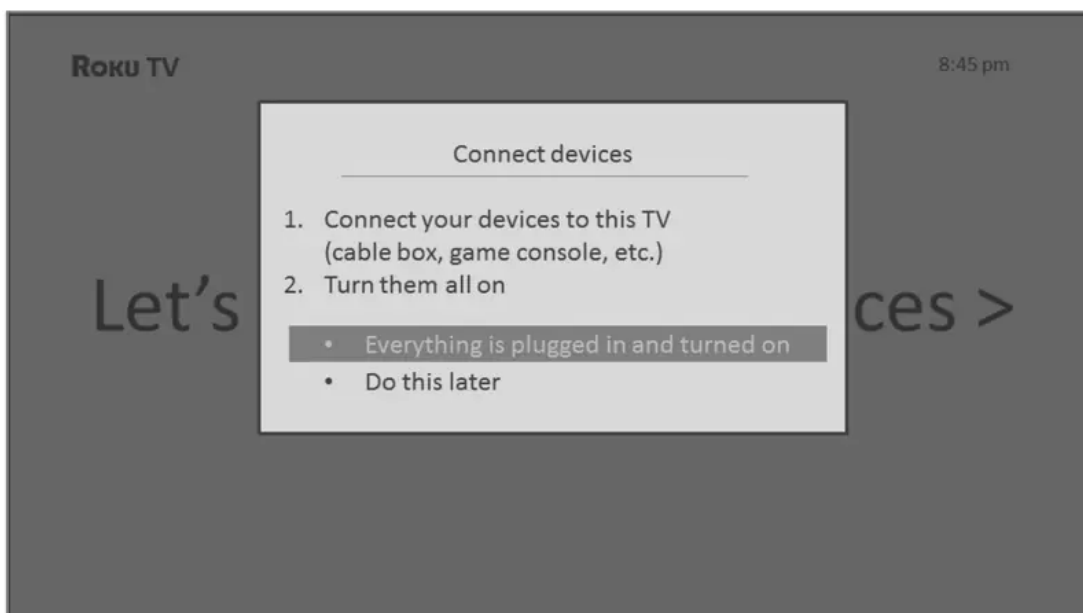 Roku TV
8:45 pm
Connect devices
1. Connect your devices to this TV
(cable box, game console, etc.)
2. Turn them all on
Let's ces >
• Everything is plugged in and turned on
• Do this later